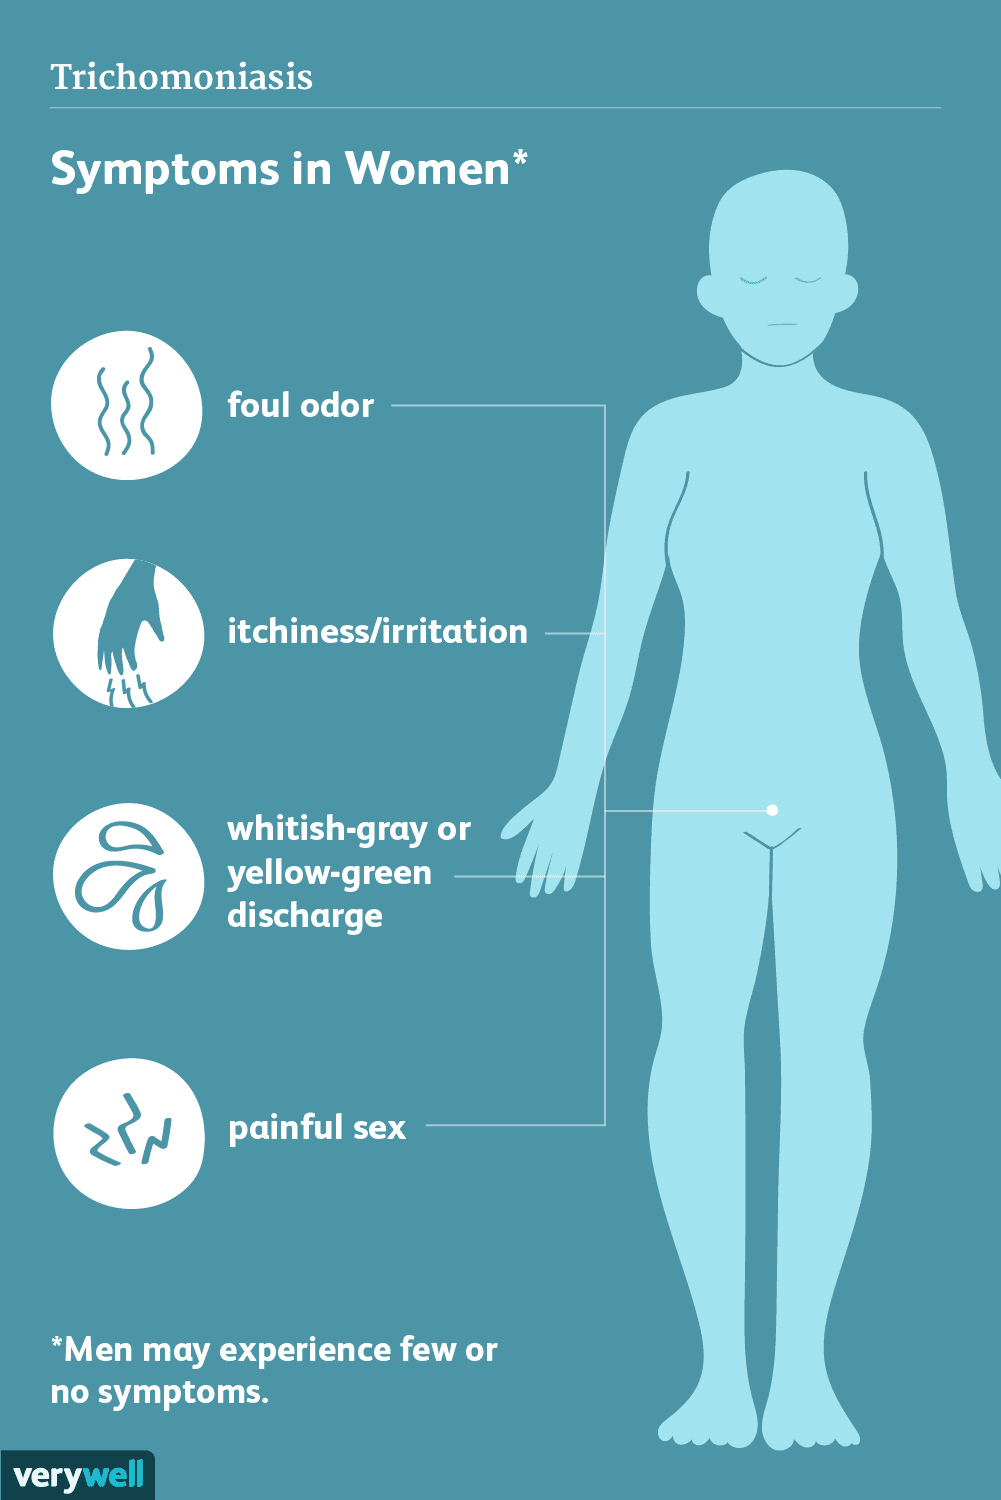 Trichomoniasis
Symptoms in Women*
foul odor
itchiness/irritation
whitish-gray or
yellow-green
discharge
painful sex
*Men may experience few or
no symptoms.
verywell